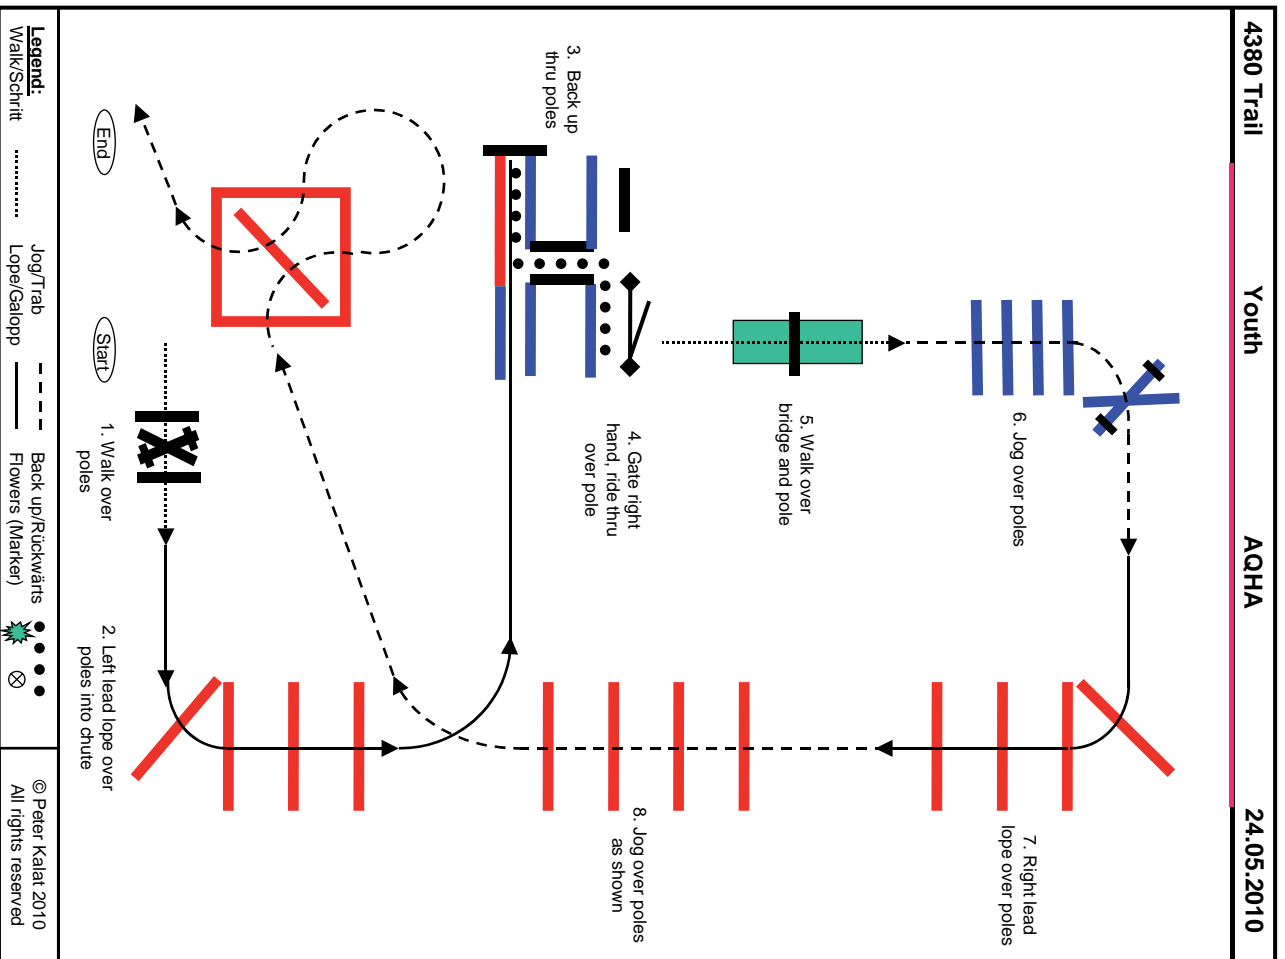 4380 Trail Youth AQHA 24.05.2010
3. Back up
thru poles
4. Gate right
hand, ride thru
over pole
5. Walk over
bridge and pole
6. Jog over poles
7. Right lead
lope over poles
8. Jog over poles
as shown
End
Start
1. Walk over
poles
2. Left lead lope over
poles into chute
Legend:
Jog/Trab
Back up/Rückwärts
Walk/Schritt
Lope/Galopp
Flowers (Marker)
© Peter Kalat 2010
All rights reserved